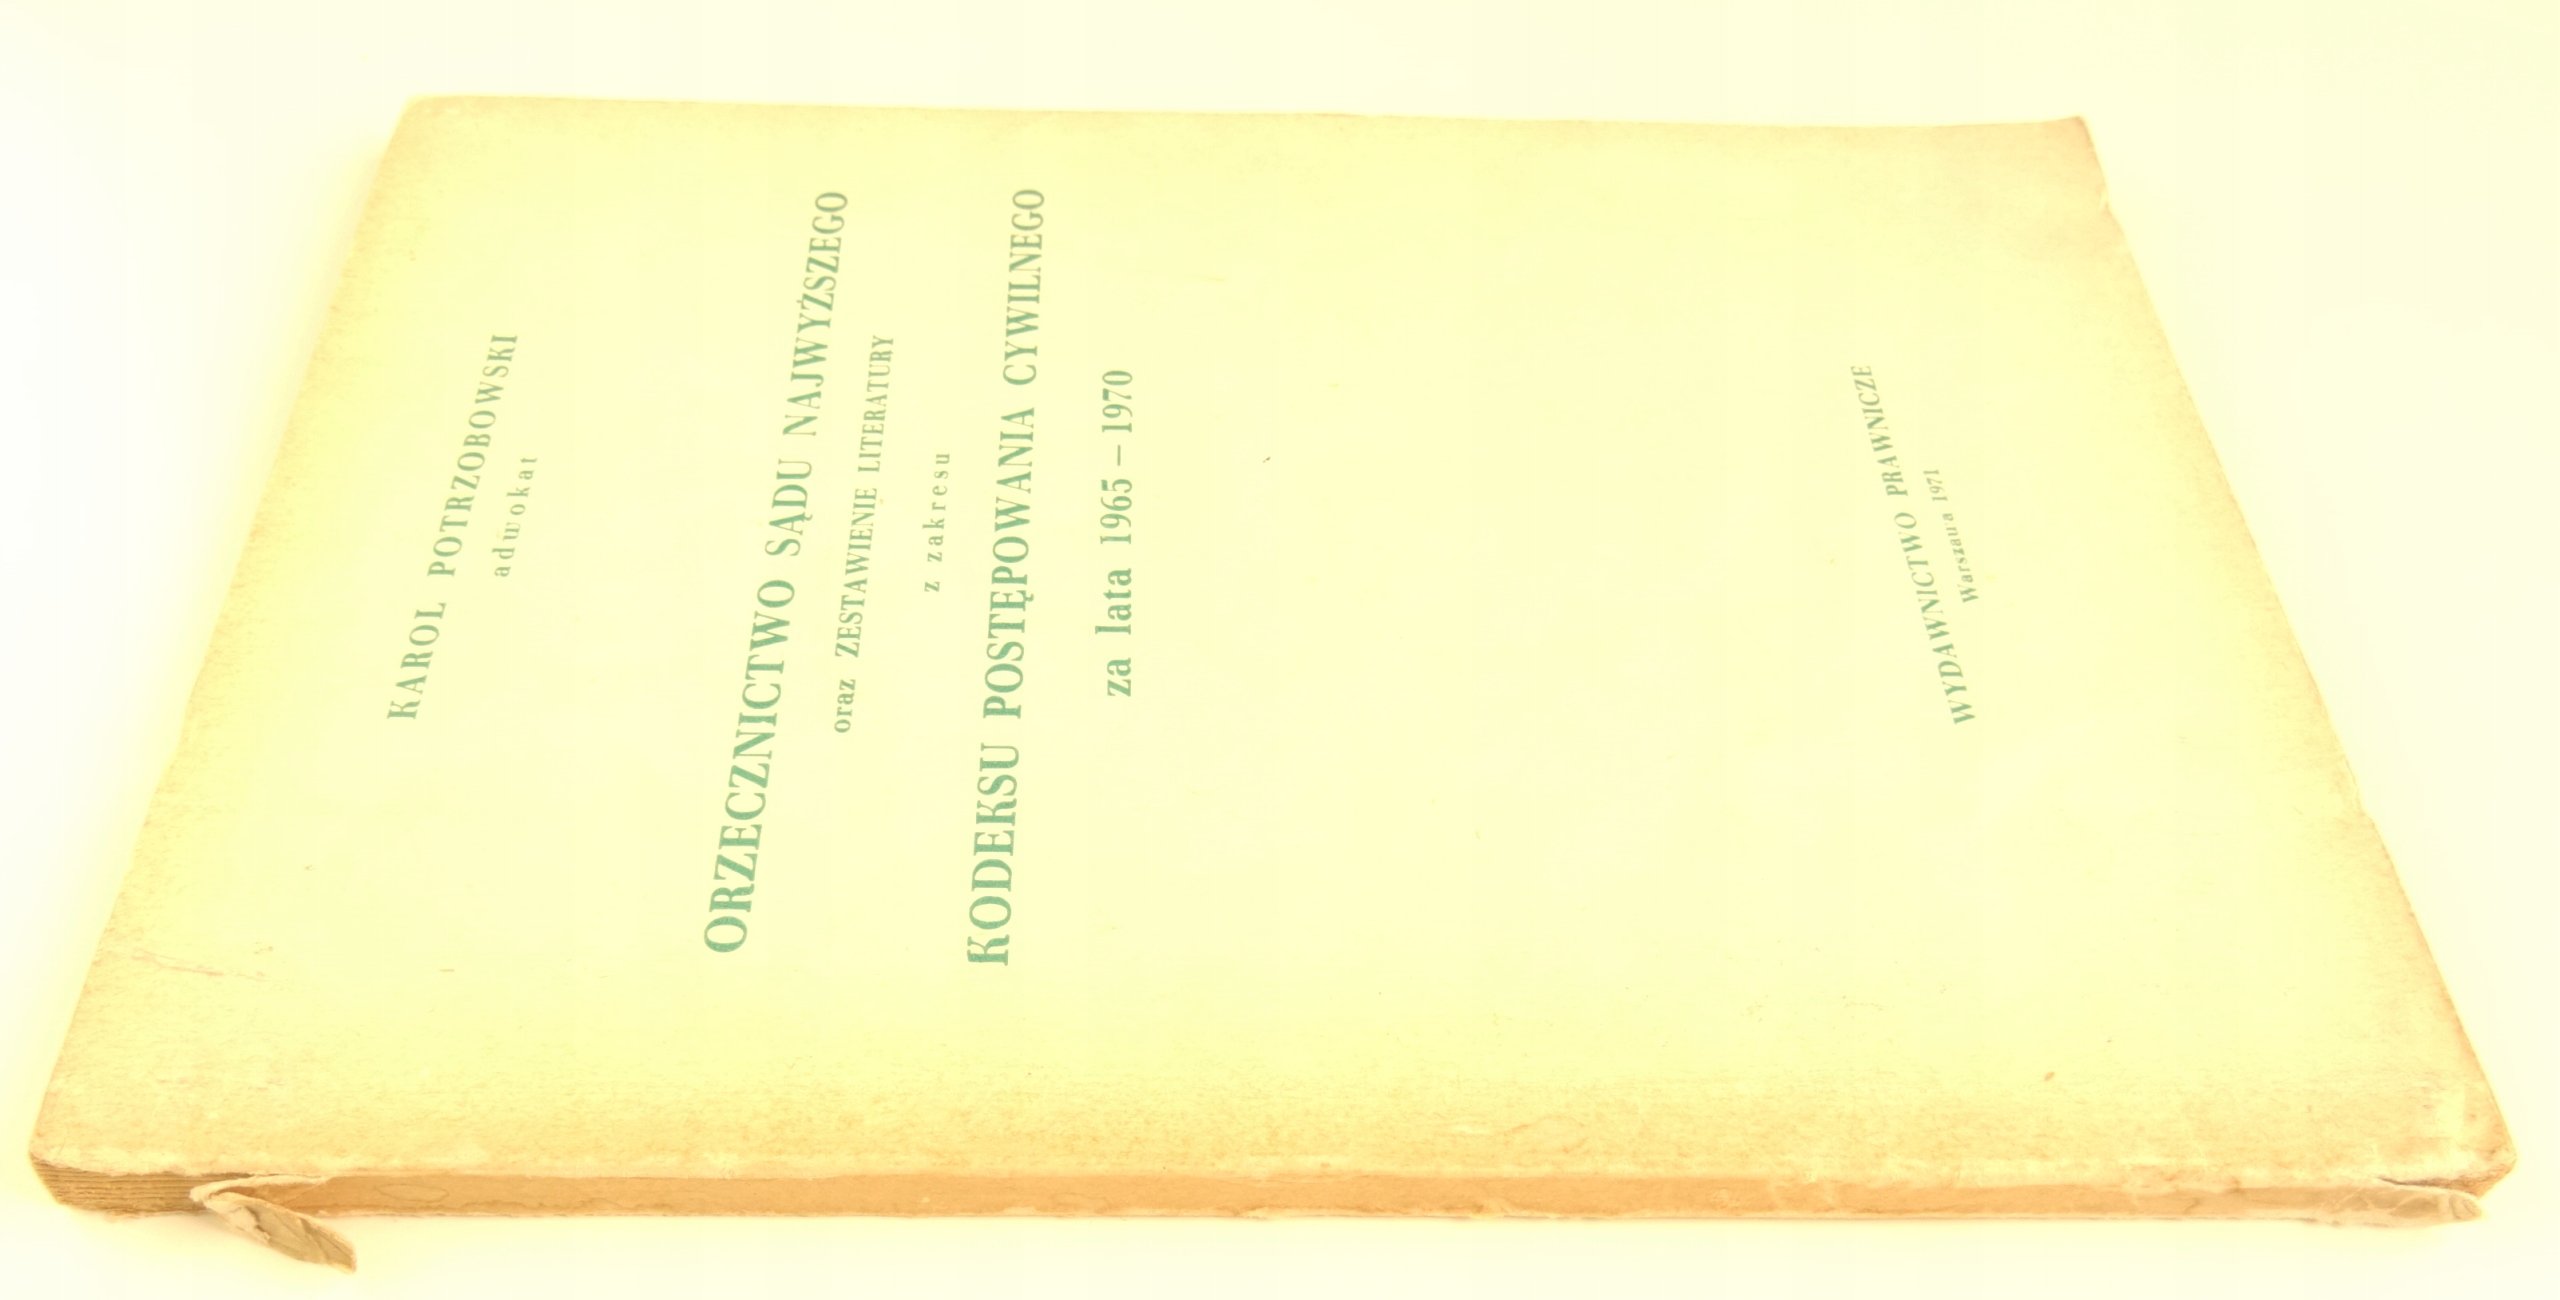 KAROL POTRZOBOWSKI
adwokat
ORZECZNICTWO SĄDU NAJWYŻSZEGO
oraz ZESTAWIENIE LITERATURY
z zakresu
KODEKSU POSTĘPOWANIA CYWILNEGO
za lata 1965 — 1970
WYDAWNICTWO PRAWNICZE
Warszawa 1971